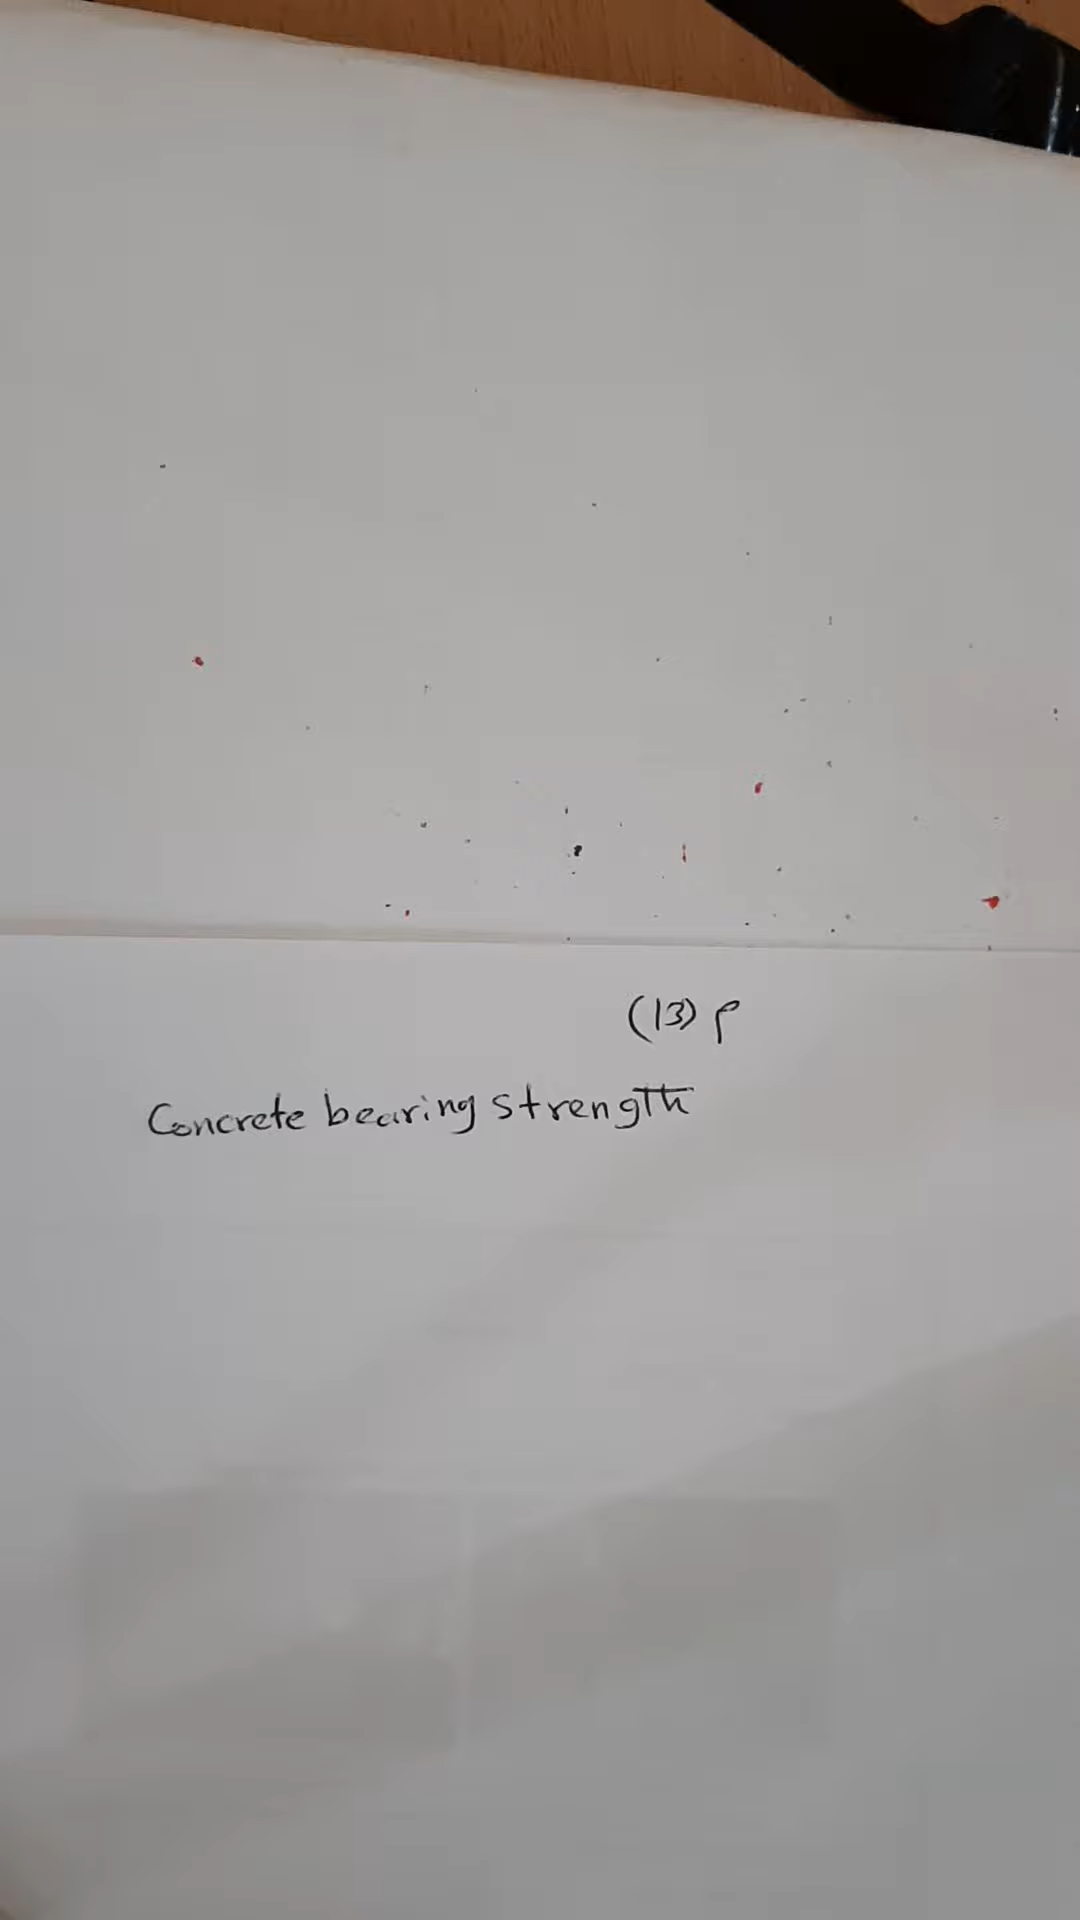 (13) م
Concrete bearing strength